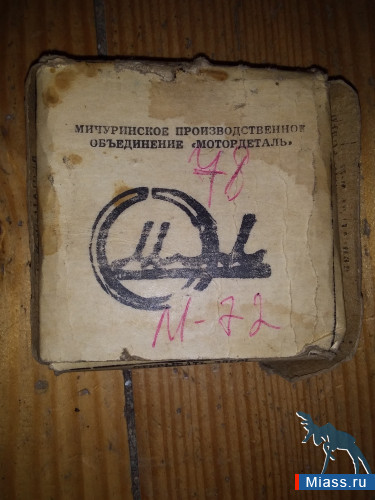 МИЧУРИНСКОЕ ПРОИЗВОДСТВЕННОЕ
ОБЪЕДИНЕНИЕ «МОТОРДЕТАЛЬ»
78
М-72
Miass.ru